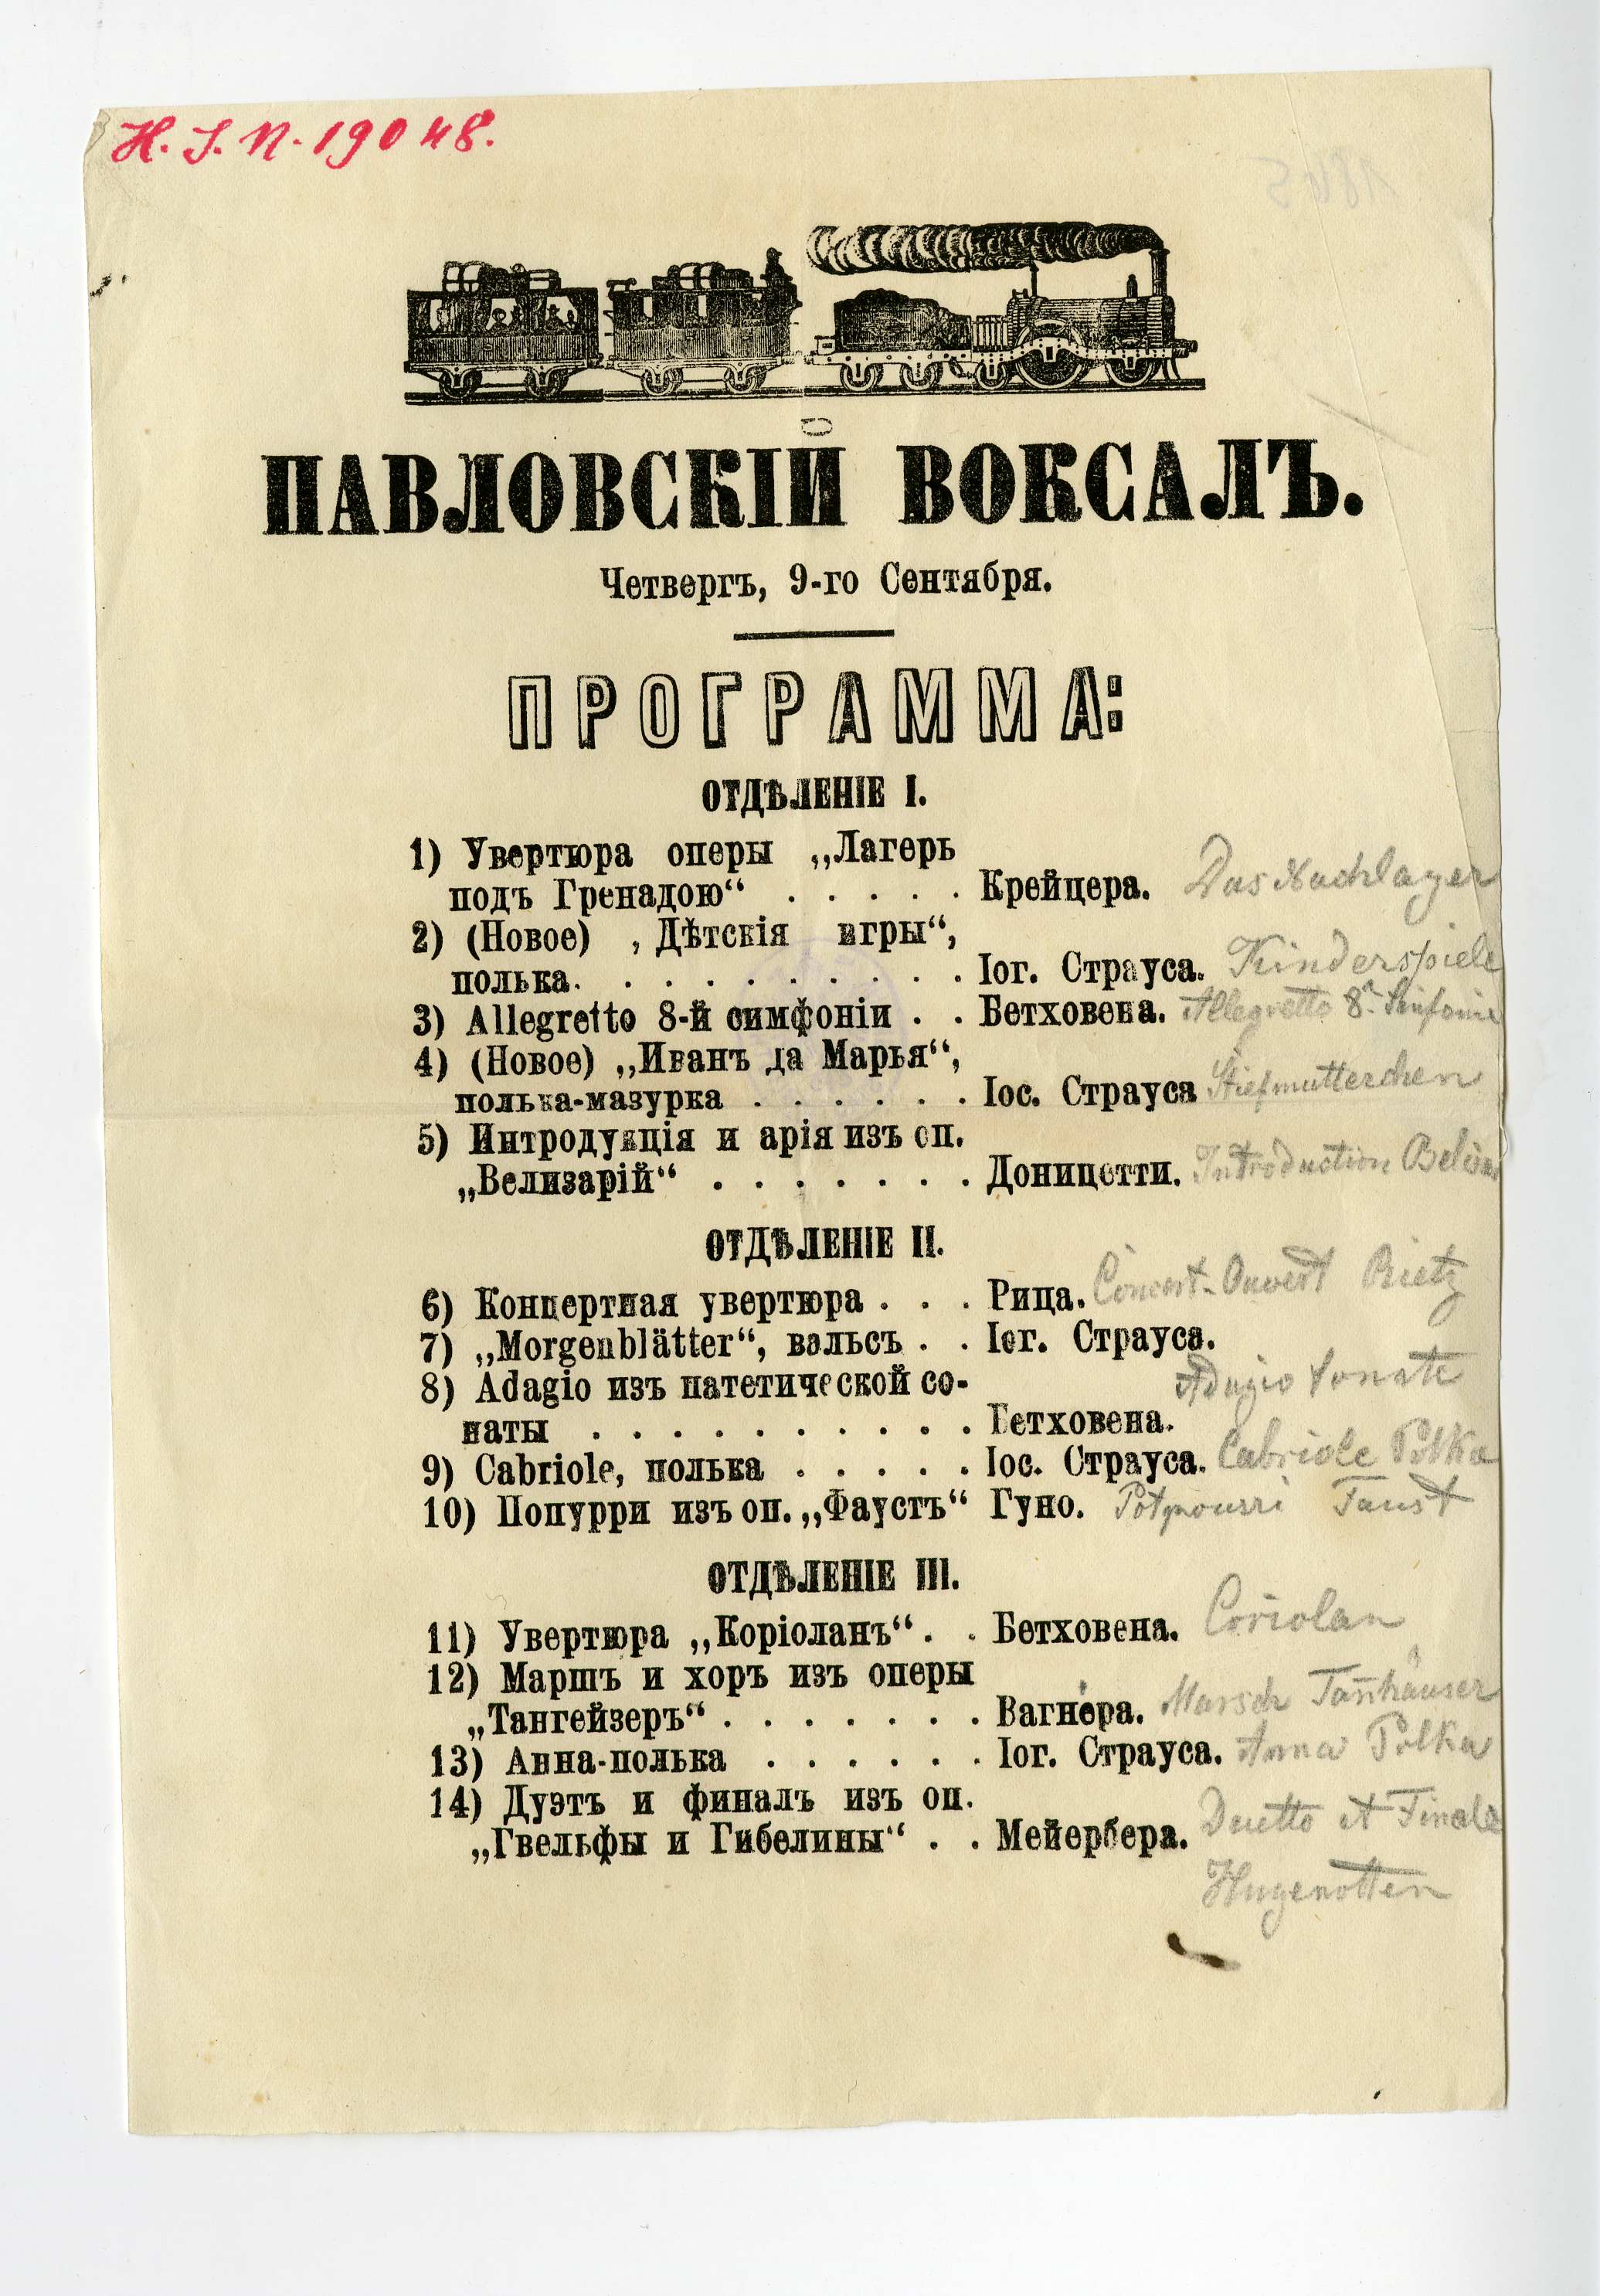 H. J. N. 19048.
1865
ПАВЛОВСКІЙ ВОКСАЛЪ.
Четвергъ, 9-го Сентября.
ПРОГРАММА:
ОТДѢЛЕНІЕ I.
1) Увертюра оперы „Лагерь
подъ Гренадою“ . . . . . Крейцера. Das Nachlager
2) (Новое) „Дѣтскія игры“,
полька. . . . . . . . . . Іог. Страуса. Kinderspiele
3) Allegretto 8-й симфоніи . . Бетховена. Allegretto 8t. Sinfonie
4) (Новое) „Иванъ да Марья“,
полька-мазурка . . . . . . Іос. Страуса Stiefmutterchen
5) Интродукція и арія изъ оп.
„Велизарій“ . . . . . . . Доницетти. Introduction Belisar
ОТДѢЛЕНІЕ II.
6) Концертная увертюра . . . Рица. Concert-Ouvert Rietz
7) „Morgenblätter“, вальсъ . . Іог. Страуса.
8) Adagio изъ патетической со- Adagio Sonate
наты . . . . . . . . . . Бетховена.
9) Cabriole, полька . . . . . Іос. Страуса. Cabriole Polka
10) Попурри изъ оп. „Фаустъ“ Гуно. Potpourri Faust
ОТДѢЛЕНІЕ III.
11) Увертюра „Коріоланъ“. . Бетховена. Coriolan
12) Маршъ и хоръ изъ оперы
„Тангейзеръ“ . . . . . . . Вагнера. Marsch Tannhäuser
13) Анна-полька . . . . . . Іог. Страуса. Anna Polka
14) Дуэтъ и финалъ изъ оп.
„Гвельфы и Гибелины“ . . Мейербера. Duetto et Finale
Hugenotten